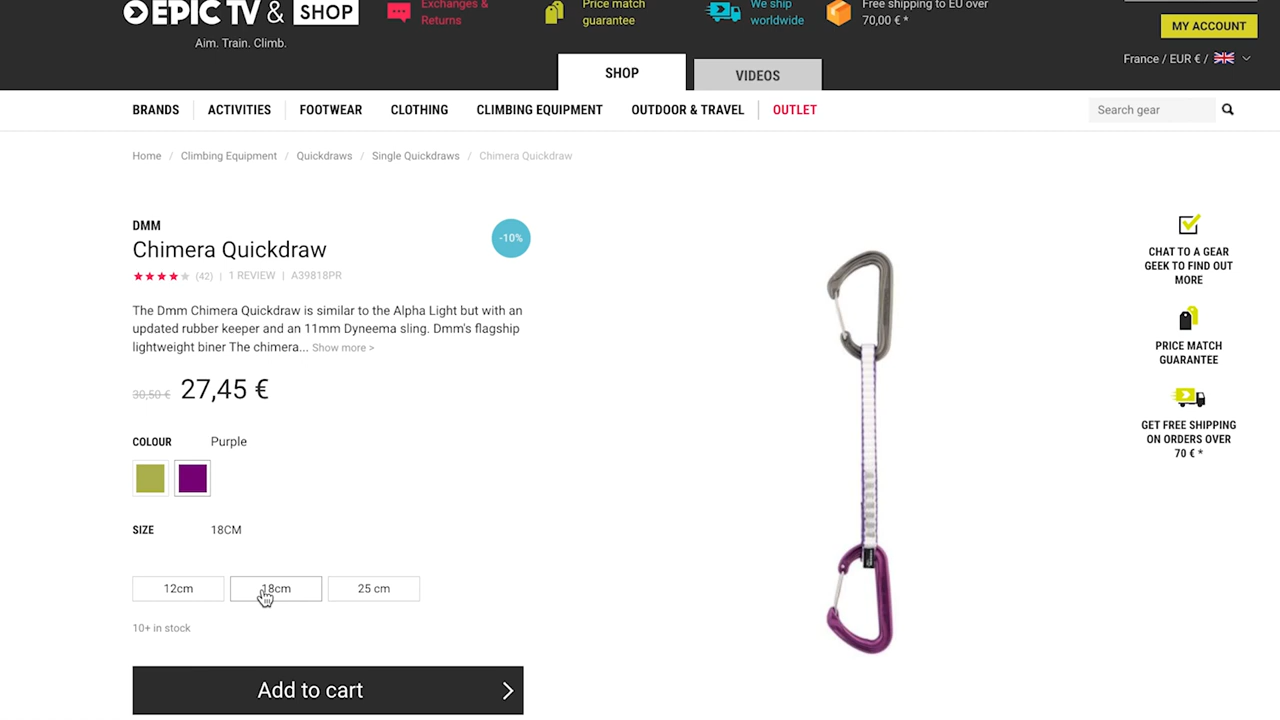 EPIC TV & SHOP
Aim. Train. Climb.
Exchages &
Returns
Price match
guarantee
We ship
worldwide
Free shipping to EU over
70,00 € *
MY ACCOUNT
France / EUR € /
SHOP
VIDEOS
BRANDS
ACTIVITIES
FOOTWEAR
CLOTHING
CLIMBING EQUIPMENT
OUTDOOR & TRAVEL
OUTLET
Search gear
Home / Climbing Equipment / Quickdraws / Single Quickdraws / Chimera Quickdraw
DMM
Chimera Quickdraw
-10%
(42) | 1 REVIEW | A39818PR
The Dmm Chimera Quickdraw is similar to the Alpha Light but with an
updated rubber keeper and an 11mm Dyneema sling. Dmm's flagship
lightweight biner The chimera... Show more >
30,50 € 27,45 €
COLOUR Purple
SIZE 18CM
12cm
18cm
25 cm
10+ in stock
Add to cart
CHAT TO A GEAR
GEEK TO FIND OUT
MORE
PRICE MATCH
GUARANTEE
GET FREE SHIPPING
ON ORDERS OVER
70 € *